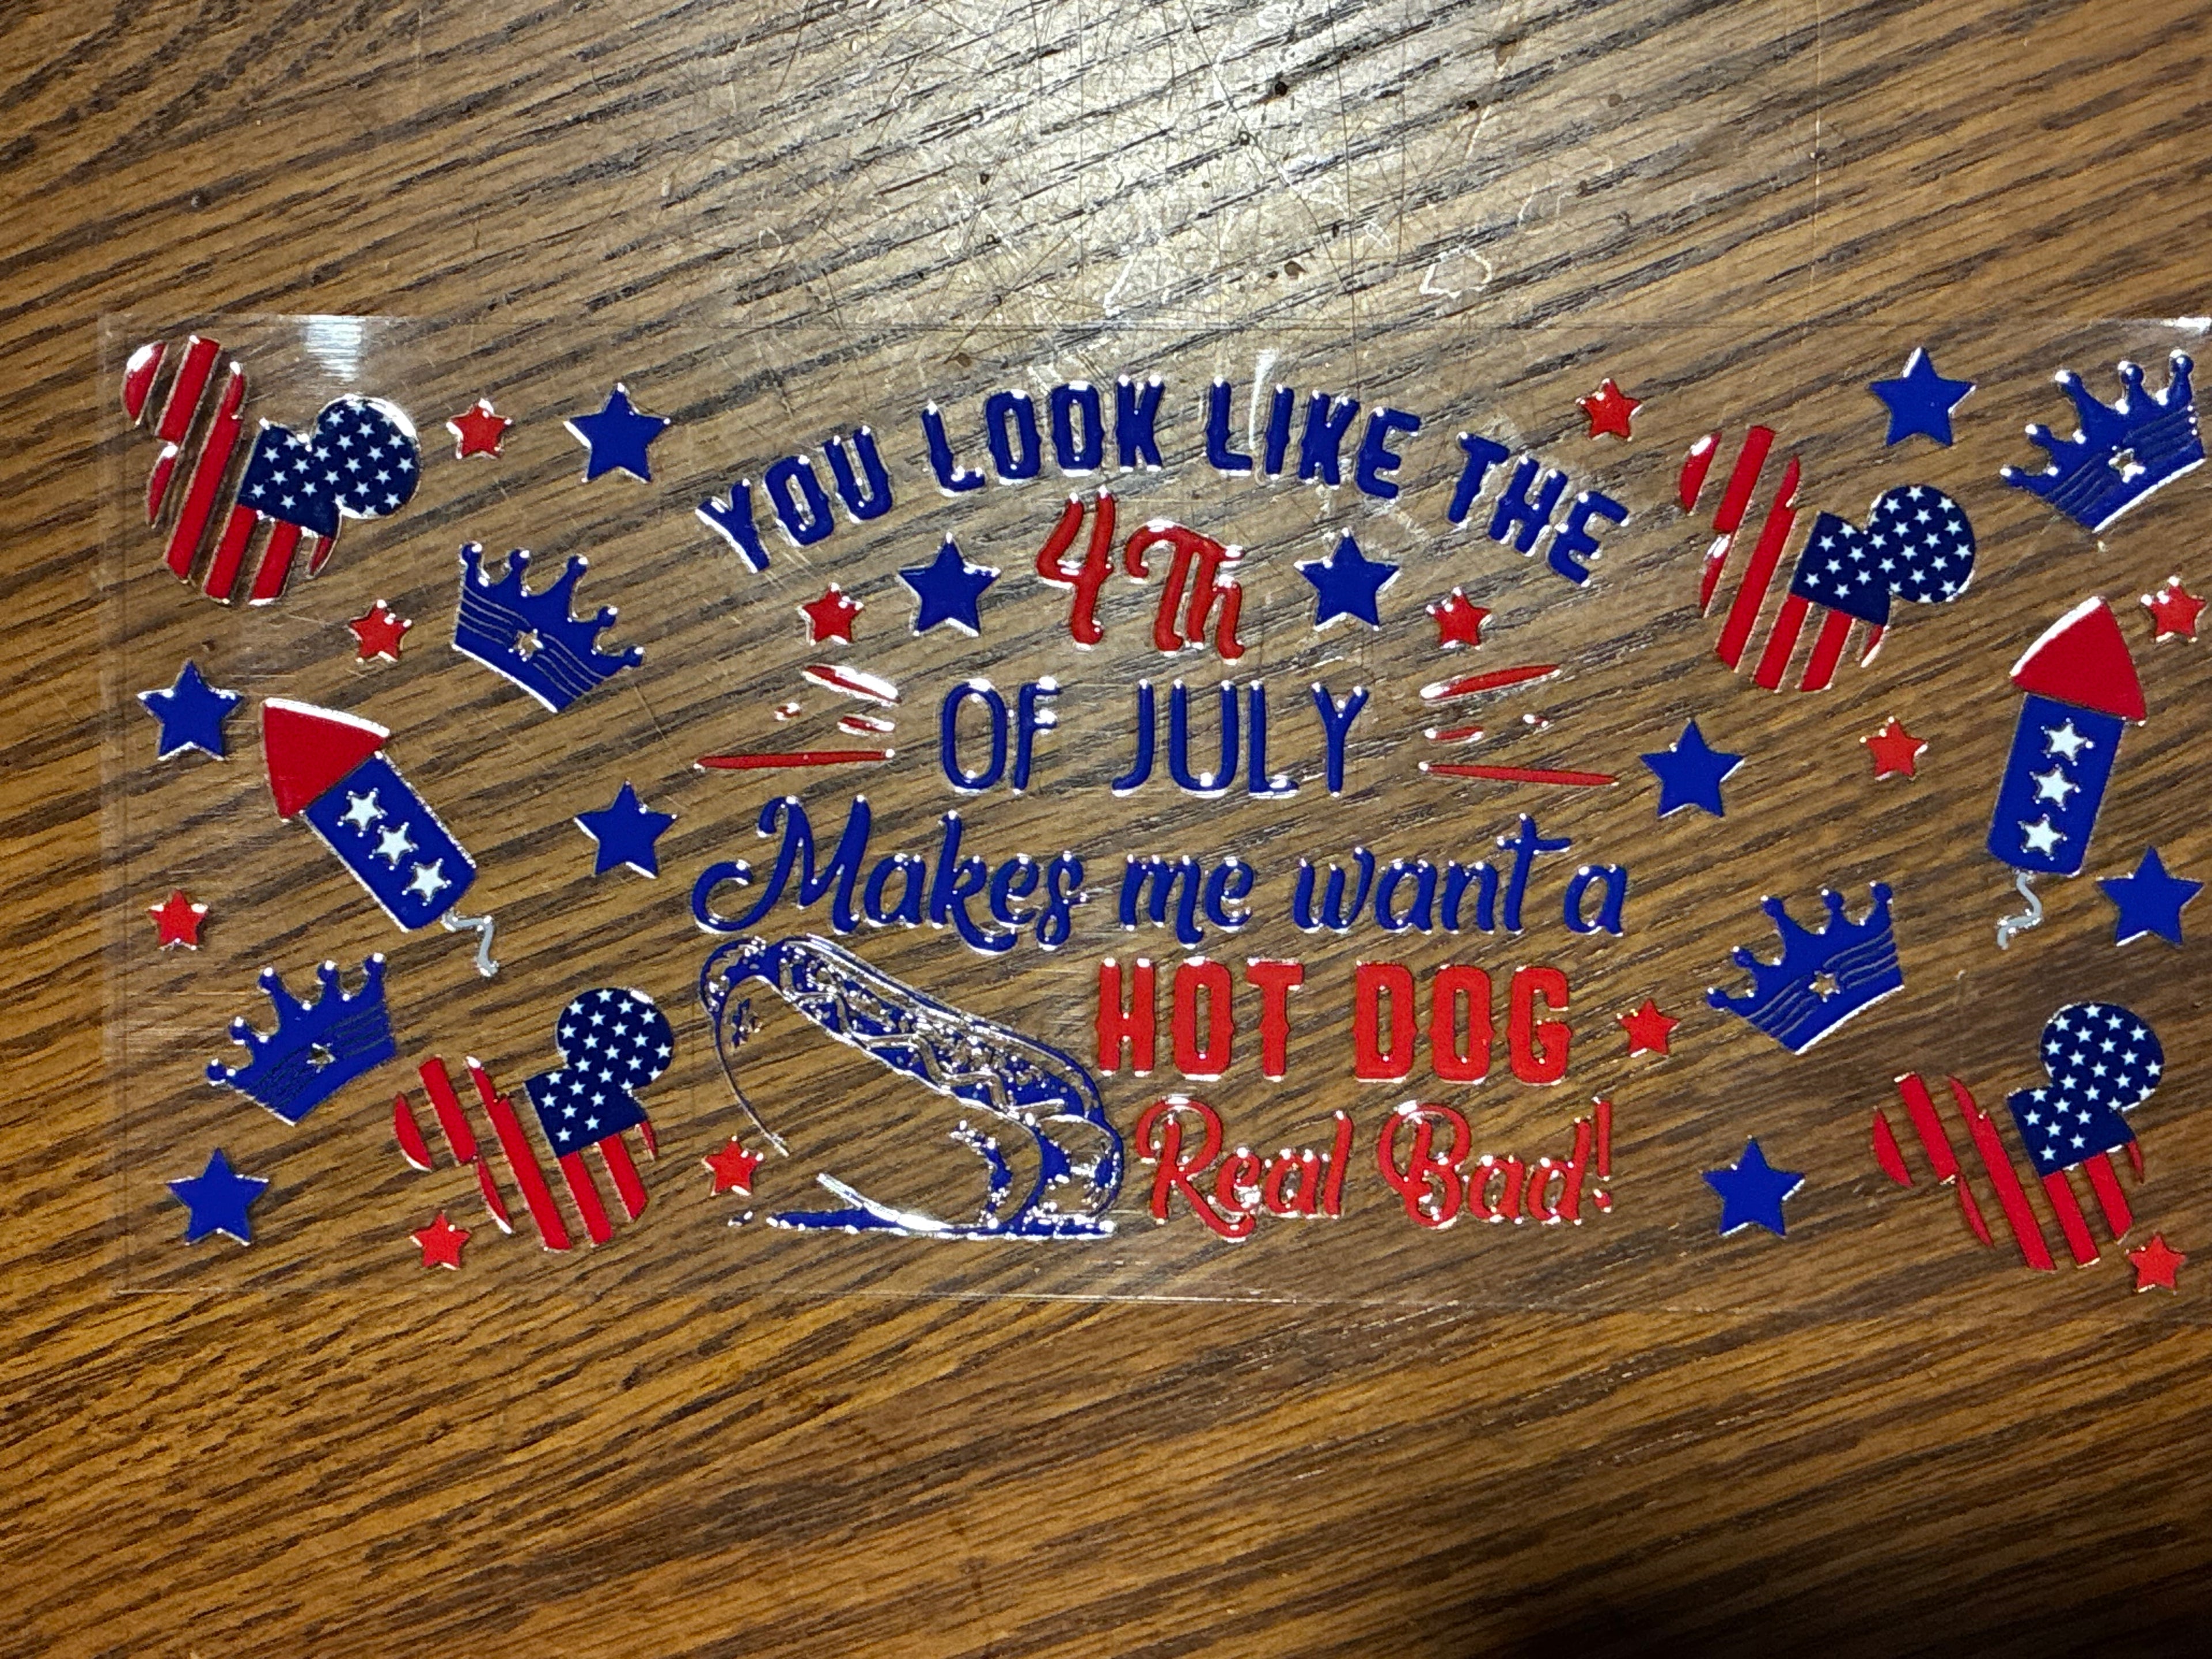 YOU LOOK LIKE THE
4Th
OF JULY
Makes me want a
HOT DOG
Real Bad!